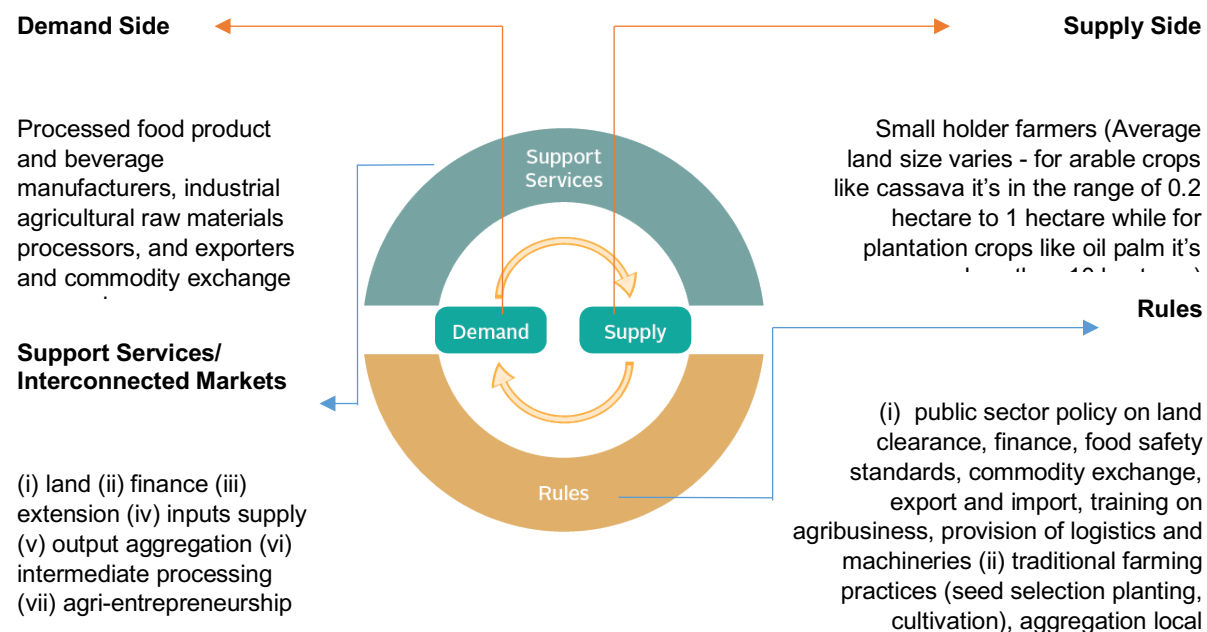 Demand Side
Processed food product
and beverage
manufacturers, industrial
agricultural raw materials
processors, and exporters
and commodity exchange
Support Services/
Interconnected Markets
(i) land (ii) finance (iii)
extension (iv) inputs supply
(v) output aggregation (vi)
intermediate processing
(vii) agri-entrepreneurship
Support
Services
Demand
Supply
Rules
Supply Side
Small holder farmers (Average
land size varies - for arable crops
like cassava it’s in the range of 0.2
hectare to 1 hectare while for
plantation crops like oil palm it’s
Rules
(i) public sector policy on land
clearance, finance, food safety
standards, commodity exchange,
export and import, training on
agribusiness, provision of logistics and
machineries (ii) traditional farming
practices (seed selection planting,
cultivation), aggregation local